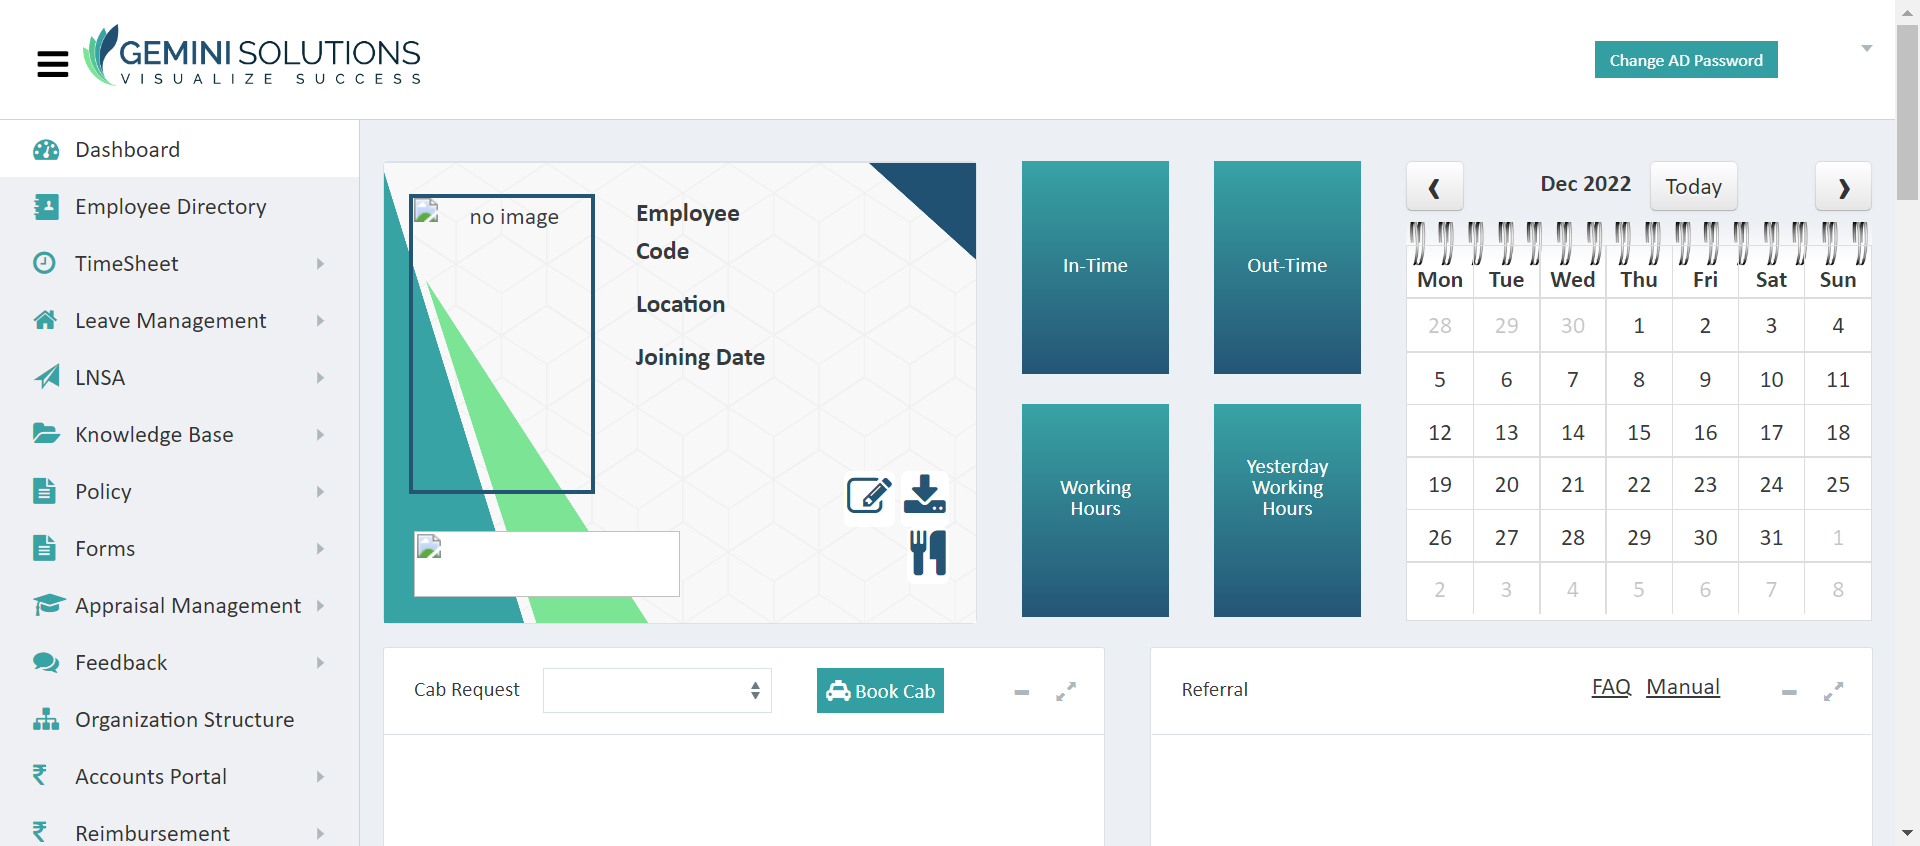 GEMINI SOLUTIONS
VISUALIZE SUCCESS
Change AD Password
Dashboard
Employee Directory
TimeSheet
Leave Management
LNSA
Knowledge Base
Policy
Forms
Appraisal Management
Feedback
Organization Structure
Accounts Portal
Reimbursement
no image
Employee
Code
Location
Joining Date
In-Time
Out-Time
Working
Hours
Yesterday
Working
Hours
Dec 2022
Today
Mon Tue Wed Thu Fri Sat Sun
28 29 30 1 2 3 4
5 6 7 8 9 10 11
12 13 14 15 16 17 18
19 20 21 22 23 24 25
26 27 28 29 30 31 1
2 3 4 5 6 7 8
Cab Request
Book Cab
Referral
FAQ Manual